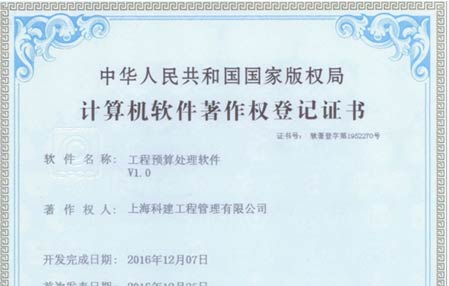 中华人民共和国国家版权局
计算机软件著作权登记证书
证书号： 软著登字第1952270号
软件名称： 工程预算处理软件
V1.0
著作权人： 上海科建工程管理有限公司
开发完成日期： 2016年12月07日